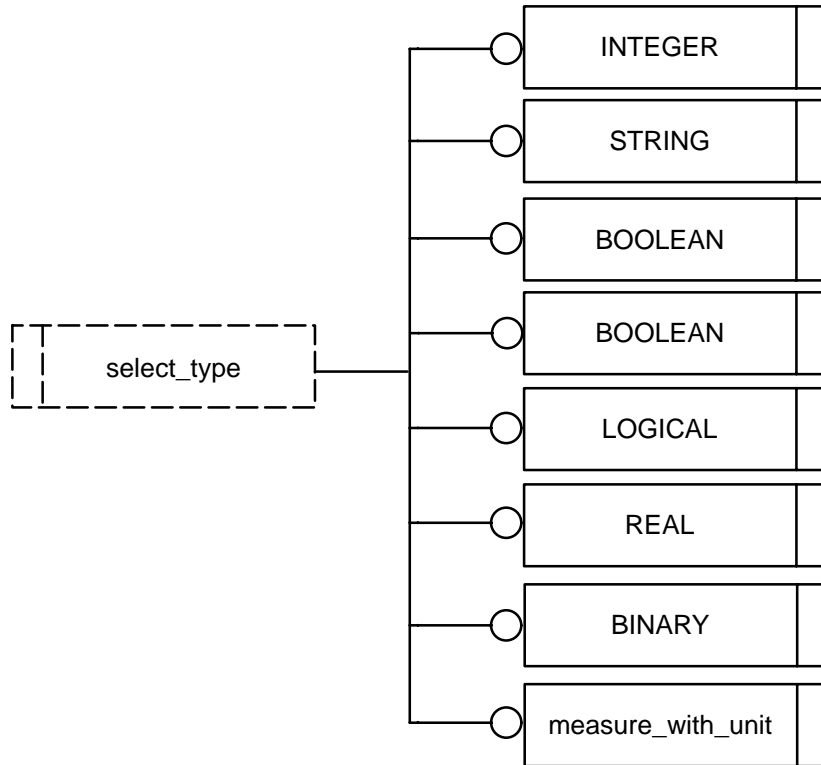 INTEGER
STRING
BOOLEAN
BOOLEAN
select_type
LOGICAL
REAL
BINARY
measure_with_unit